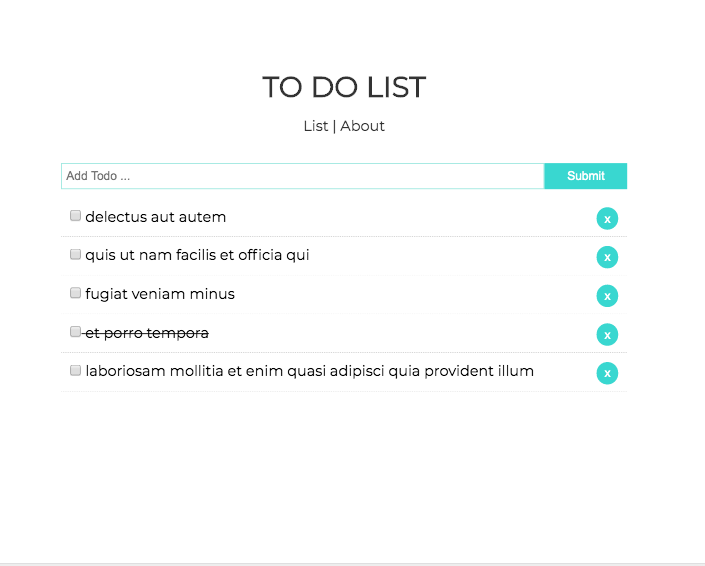 TO DO LIST
List | About
Add Todo ... Submit
delectus aut autem x
quis ut nam facilis et officia qui x
fugiat veniam minus x
et porro tempora x
laboriosam mollitia et enim quasi adipisci quia provident illum x